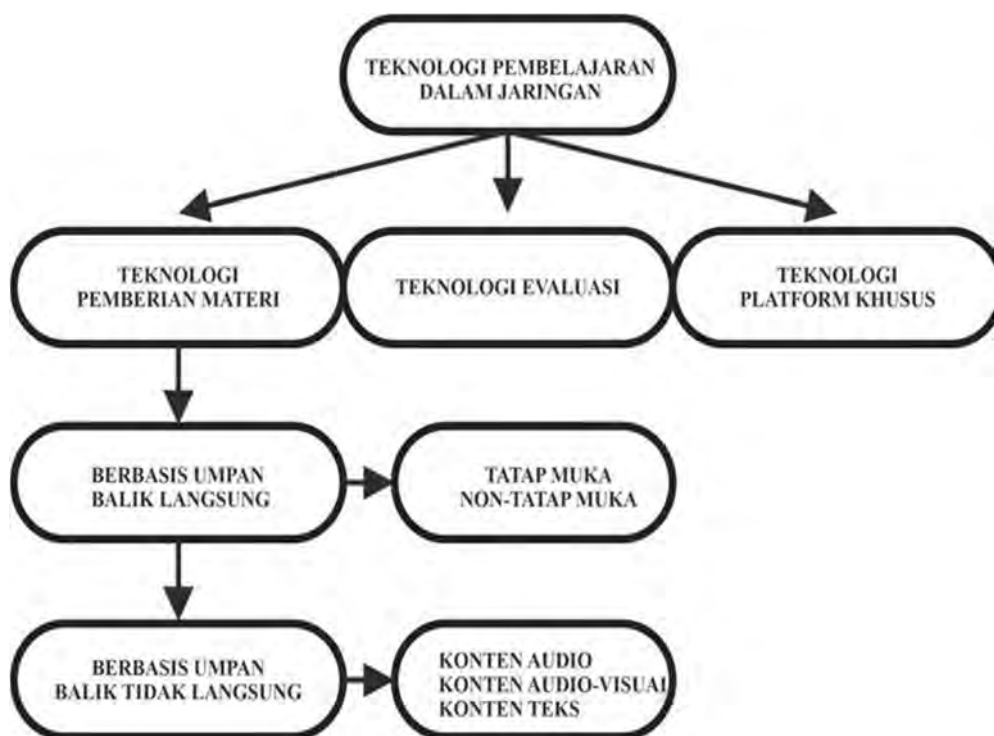 TEKNOLOGI PEMBELAJARAN
DALAM JARINGAN
TEKNOLOGI
PEMBERIAN MATERI
TEKNOLOGI EVALUASI
TEKNOLOGI
PLATFORM KHUSUS
BERBASIS UMPAN
BALIK LANGSUNG
TATAP MUKA
NON-TATAP MUKA
BERBASIS UMPAN
BALIK TIDAK LANGSUNG
KONTEN AUDIO
KONTEN AUDIO-VISUAL
KONTEN TEKS